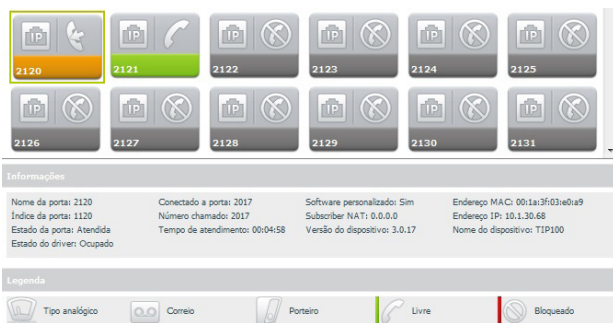 IP IP IP IP IP IP
2120 2121 2122 2123 2124 2125
IP IP IP IP IP IP
2126 2127 2128 2129 2130 2131
Informações
Nome da porta: 2120 Conectado a porta: 2017 Software personalizado: Sim Endereço MAC: 00:1a:3f:03:e0:a9
Índice da porta: 1120 Número chamado: 2017 Subscriber NAT: 0.0.0.0 Endereço IP: 10.1.30.68
Estado da porta: Atendida Tempo de atendimento: 00:04:58 Versão do dispositivo: 3.0.17 Nome do dispositivo: TIP100
Estado do driver: Ocupado
Legenda
Tipo analógico Correio Porteiro Livre Bloqueado